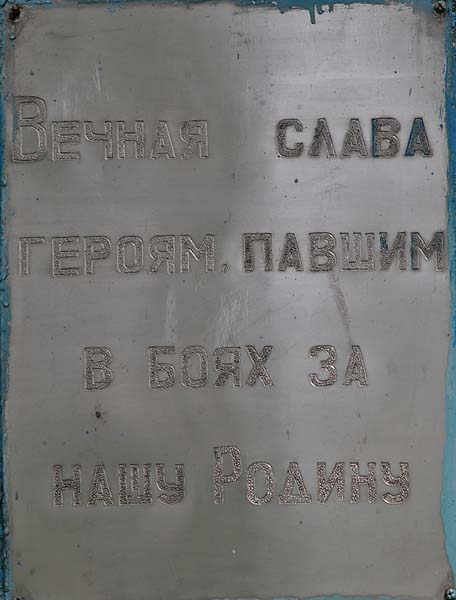 Вечная слава
героям, павшим
в боях за
нашу Родину